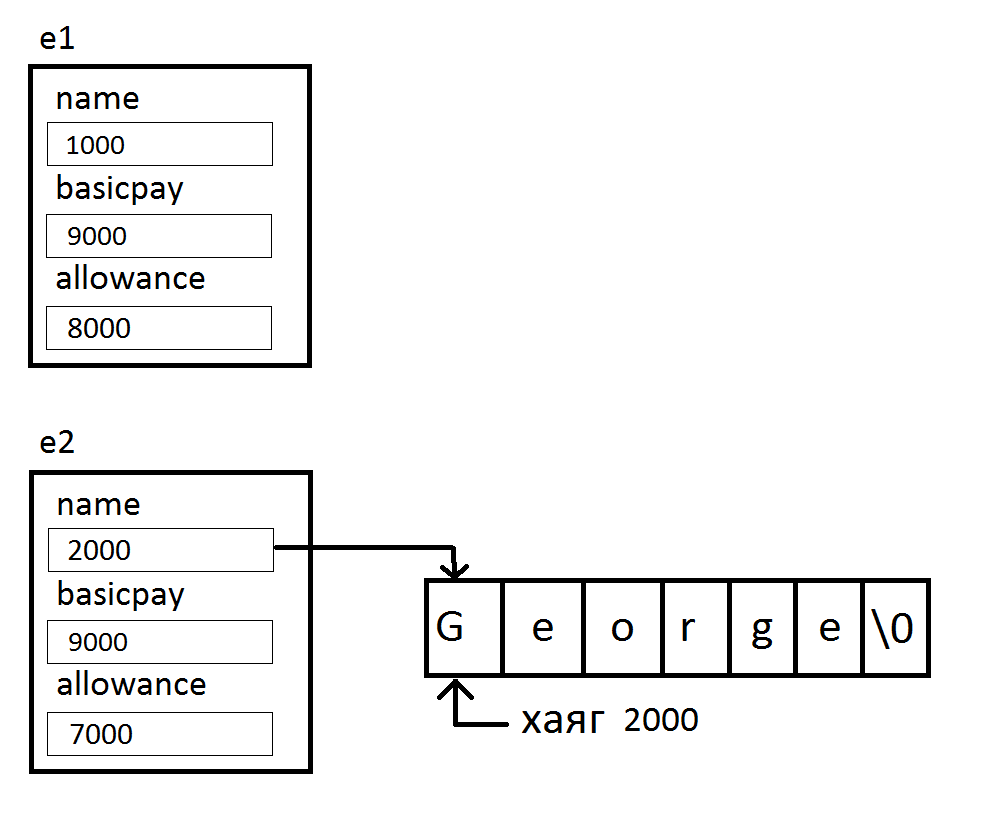 e1
name
1000
basicpay
9000
allowance
8000
e2
name
2000
basicpay
9000
allowance
7000
G e o r g e \0
хаяг 2000